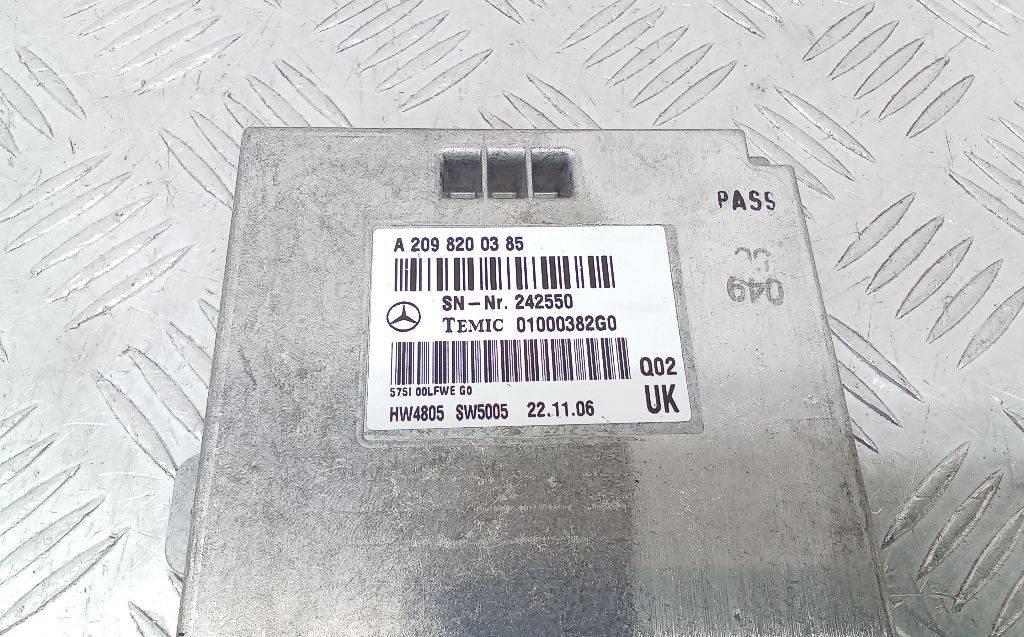 PASS
A 209 820 03 85
SN-Nr. 242550
TEMIC 01000382G0
049
Q02
57SI 00LFWE G0
UK
HW4805 SW5005 22.11.06